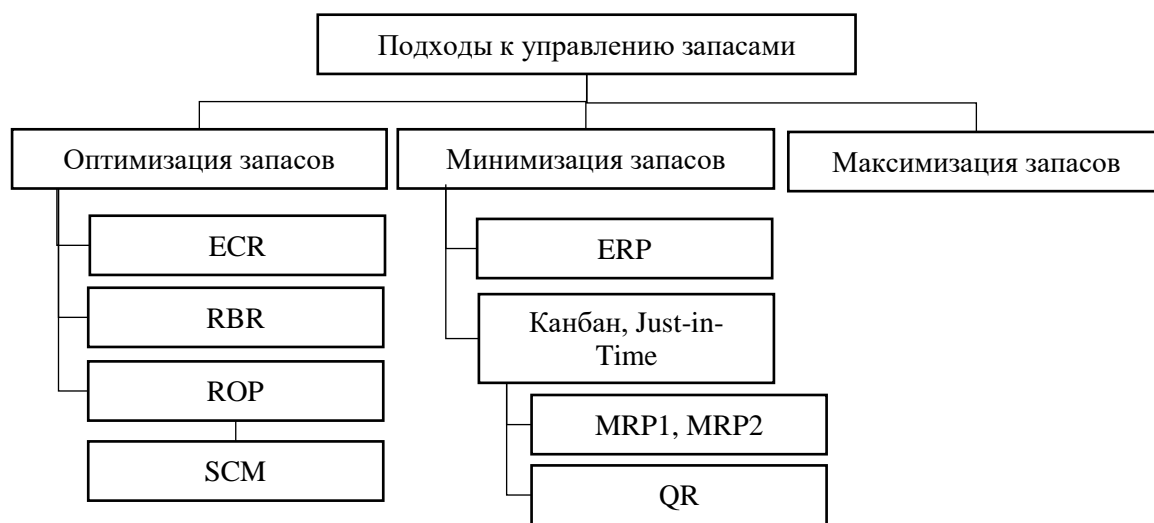 Подходы к управлению запасами
Оптимизация запасов
Минимизация запасов
Максимизация запасов
ECR
RBR
ROP
SCM
ERP
Канбан, Just-in-
Time
MRP1, MRP2
QR